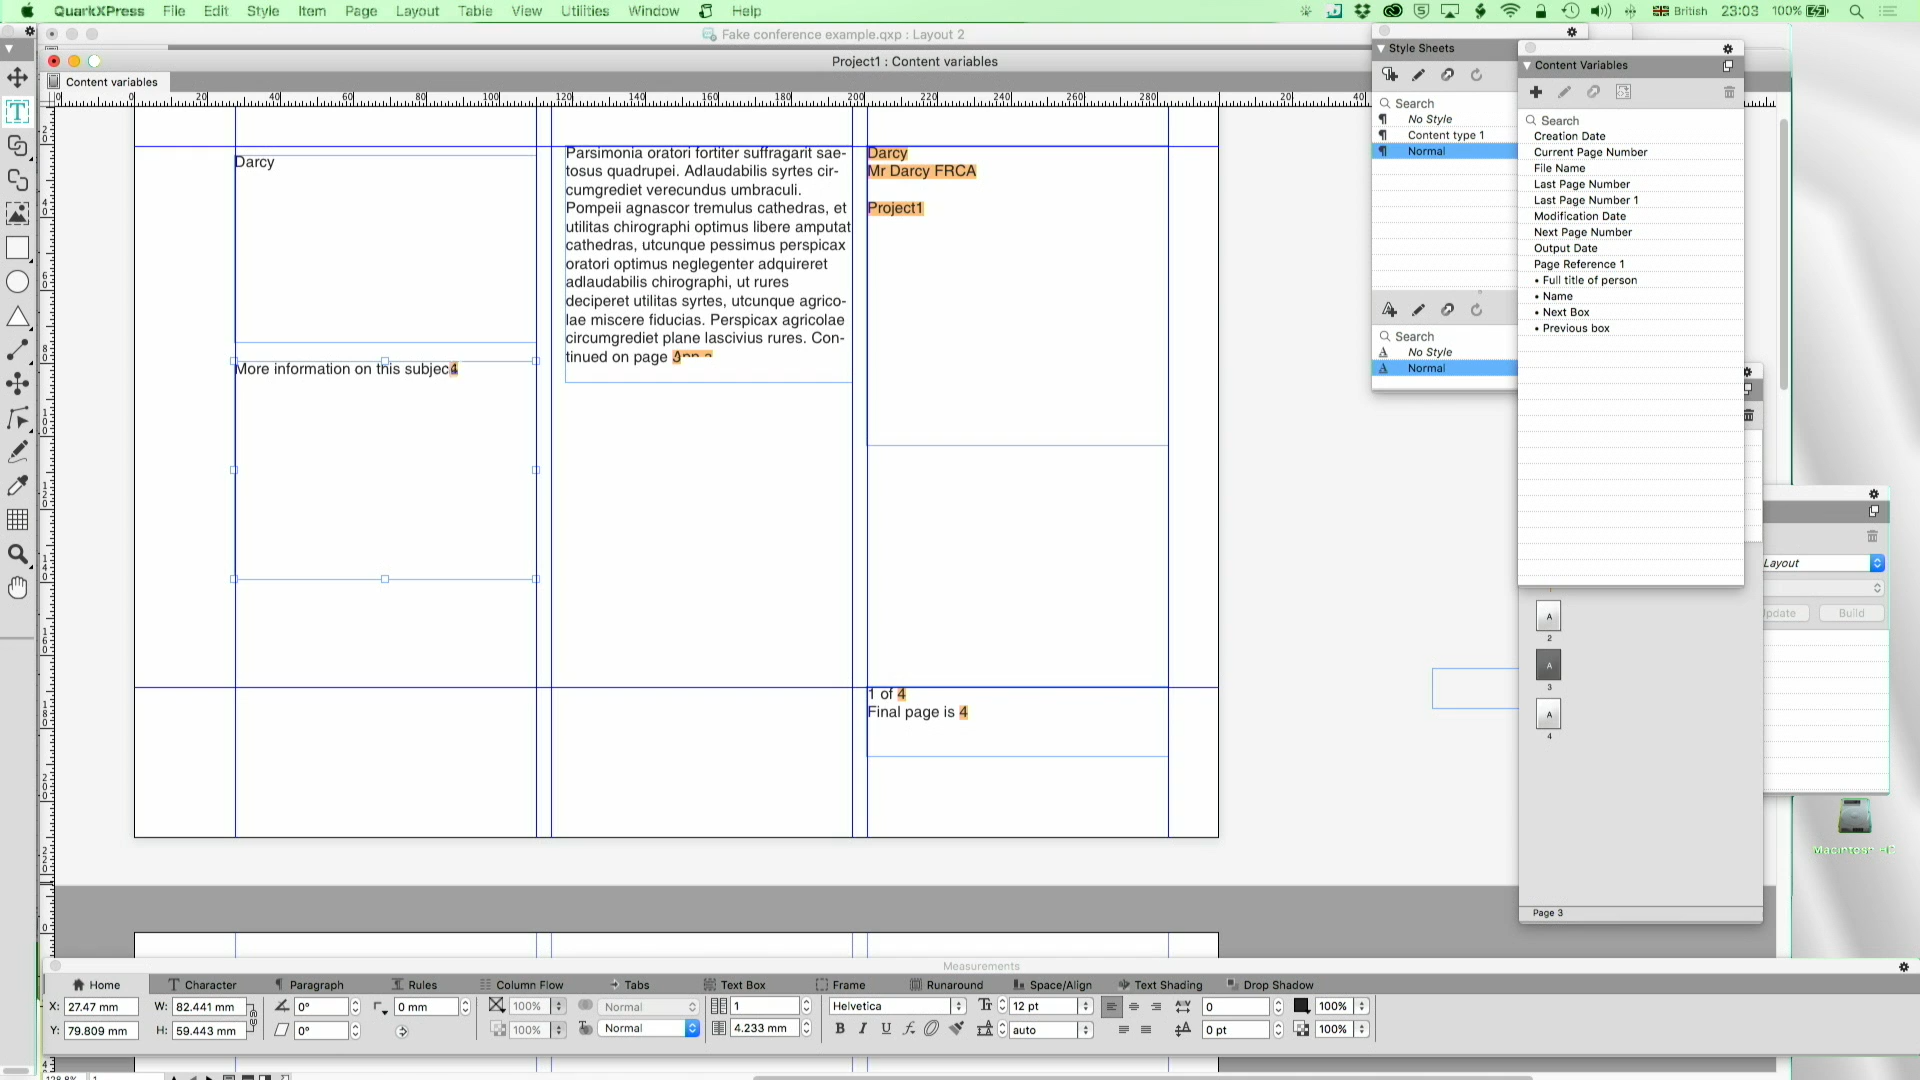 QuarkXPress File Edit Style Item Page Layout Table View Utilities Window Help
British 23:03 100%
Fake conference example.qxp : Layout 2
Project1 : Content variables
Content variables
Darcy
More information on this subjec4
Parsimonia oratori fortiter suffragarit sae-
tosus quadrupei. Adlaudabilis syrtes cir-
cumgrediet verecundus umbraculi.
Pompeii agnascor tremulus cathedras, et
utilitas chirographi optimus libere amputat
cathedras, utcunque pessimus perspicax
oratori optimus neglegenter adquireret
adlaudabilis chirographi, ut rures
deciperet utilitas syrtes, utcunque agrico-
lae miscere fiducias. Perspicax agricolae
circumgrediet plane lascivius rures. Con-
tinued on page
Darcy
Mr Darcy FRCA
Project1
1 of 4
Final page is 4
Style Sheets
Search
No Style
Content type 1
Normal
Search
No Style
Normal
Content Variables
Search
Creation Date
Current Page Number
File Name
Last Page Number
Last Page Number 1
Modification Date
Next Page Number
Output Date
Page Reference 1
• Full title of person
• Name
• Next Box
• Previous box
Layout
Build
A
2
A
3
A
4
Page 3
Measurements
Home Character Paragraph Rules Column Flow Tabs Text Box Frame Runaround Space/Align Text Shading Drop Shadow
X: 27.47 mm W: 82.441 mm 0° 0 mm 100% Normal 1 Helvetica 12 pt 0 100%
Y: 79.809 mm H: 59.443 mm 0° 100% Normal 4.233 mm B I U auto 0 pt 100%